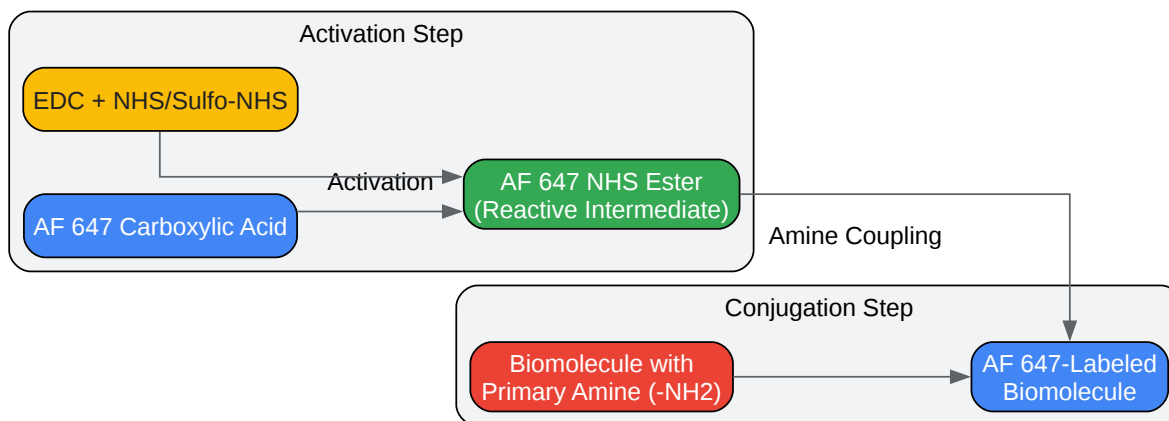 Activation Step
EDC + NHS/Sulfo-NHS
Activation
AF 647 Carboxylic Acid
AF 647 NHS Ester
(Reactive Intermediate)
Amine Coupling
Conjugation Step
Biomolecule with
Primary Amine (-NH2)
AF 647-Labeled
Biomolecule